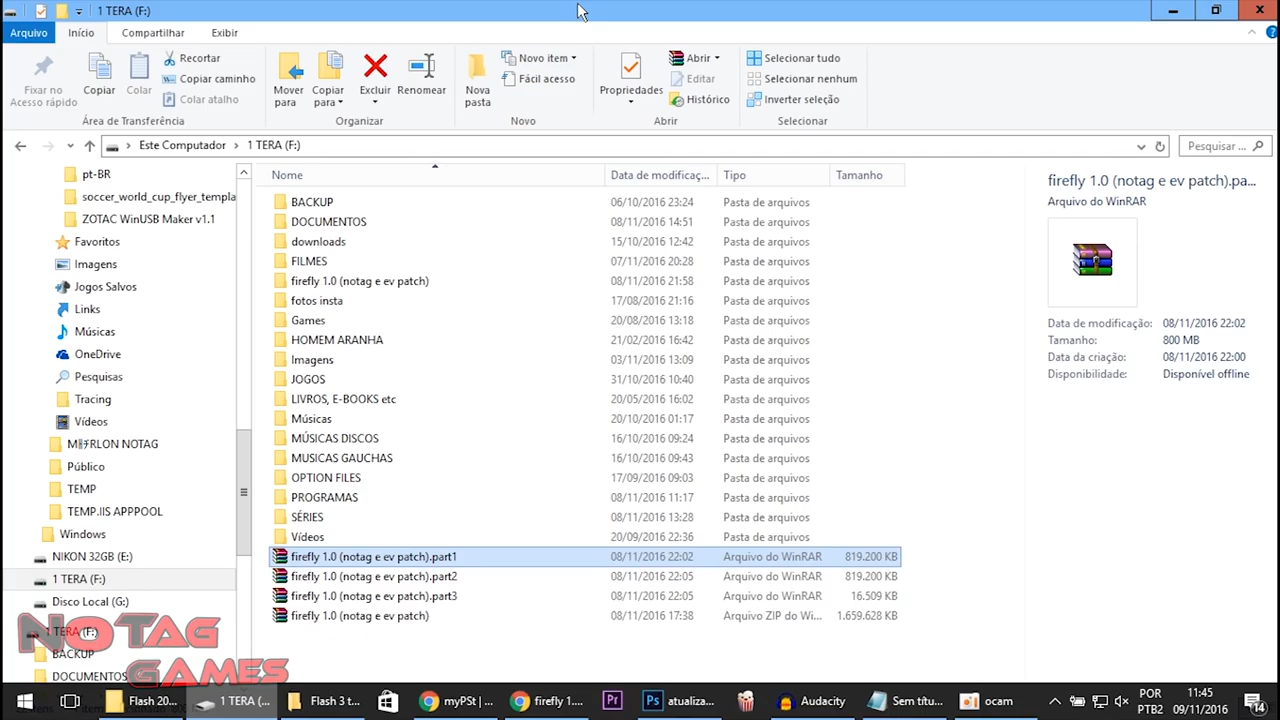 1 TERA (F:)
Arquivo Início Compartilhar Exibir
Fixar no Acesso rápido
Copiar
Colar
Recortar
Copiar caminho
Colar atalho
Área de Transferência
Mover para
Copiar para
Excluir
Renomear
Organizar
Nova pasta
Novo item
Fácil acesso
Novo
Propriedades
Abrir
Editar
Histórico
Abrir
Selecionar tudo
Selecionar nenhum
Inverter seleção
Selecionar
Este Computador 1 TERA (F:)
Pesquisar ...
pt-BR
soccer_world_cup_flyer_templa
ZOTAC WinUSB Maker v1.1
Favoritos
Imagens
Jogos Salvos
Links
Músicas
OneDrive
Pesquisas
Tracing
Vídeos
NOTAG
Público
TEMP
TEMP.IIS APPPOOL
Windows
NIKON 32GB (E:)
1 TERA (F:)
Disco Local (G:)
1 TERA (F:)
BACKUP
DOCUMENTOS
Nome Data de modificaç... Tipo Tamanho
BACKUP 06/10/2016 23:24 Pasta de arquivos
DOCUMENTOS 08/11/2016 14:51 Pasta de arquivos
downloads 15/10/2016 12:42 Pasta de arquivos
FILMES 07/11/2016 20:28 Pasta de arquivos
firefly 1.0 (notag e ev patch) 08/11/2016 21:58 Pasta de arquivos
fotos insta 17/08/2016 21:16 Pasta de arquivos
Games 20/08/2016 13:18 Pasta de arquivos
HOMEM ARANHA 21/02/2016 16:42 Pasta de arquivos
Imagens 03/11/2016 13:09 Pasta de arquivos
JOGOS 31/10/2016 10:40 Pasta de arquivos
LIVROS, E-BOOKS etc 20/05/2016 16:02 Pasta de arquivos
Músicas 20/10/2016 01:17 Pasta de arquivos
MÚSICAS DISCOS 16/10/2016 09:24 Pasta de arquivos
MUSICAS GAUCHAS 16/10/2016 09:43 Pasta de arquivos
OPTION FILES 17/09/2016 09:03 Pasta de arquivos
PROGRAMAS 08/11/2016 11:17 Pasta de arquivos
SÉRIES 08/11/2016 13:28 Pasta de arquivos
Vídeos 20/09/2016 22:36 Pasta de arquivos
firefly 1.0 (notag e ev patch).part1 08/11/2016 22:02 Arquivo do WinRAR 819.200 KB
firefly 1.0 (notag e ev patch).part2 08/11/2016 22:05 Arquivo do WinRAR 819.200 KB
firefly 1.0 (notag e ev patch).part3 08/11/2016 22:05 Arquivo do WinRAR 16.509 KB
firefly 1.0 (notag e ev patch) 08/11/2016 17:38 Arquivo ZIP do Wi... 1.659.628 KB
firefly 1.0 (notag e ev patch).pa...
Arquivo do WinRAR
Data de modificação: 08/11/2016 22:02
Tamanho: 800 MB
Data da criação: 08/11/2016 22:00
Disponibilidade: Disponível offline
NOTAG
GAMES
Flash 20... 1 TERA (... Flash 3 t... myPSt | ... firefly 1.... Pr Ps atualiza... Audacity Sem títu... ocam
POR
PTB2
11:45
09/11/2016
14